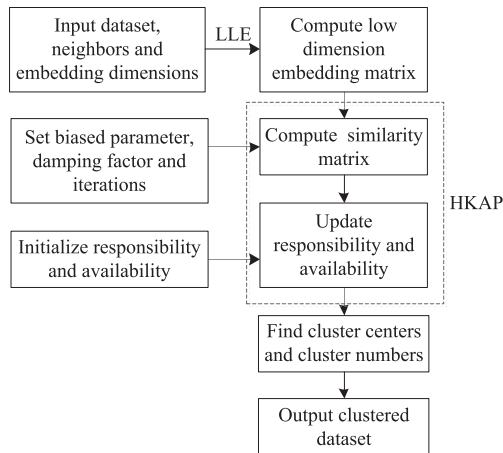 Input dataset,
neighbors and
embedding dimensions
LLE
Compute low
dimension
embedding matrix
Set biased parameter,
damping factor and
iterations
Compute similarity
matrix
HKAP
Initialize responsibility
and availability
Update
responsibility and
availability
Find cluster centers
and cluster numbers
Output clustered
dataset